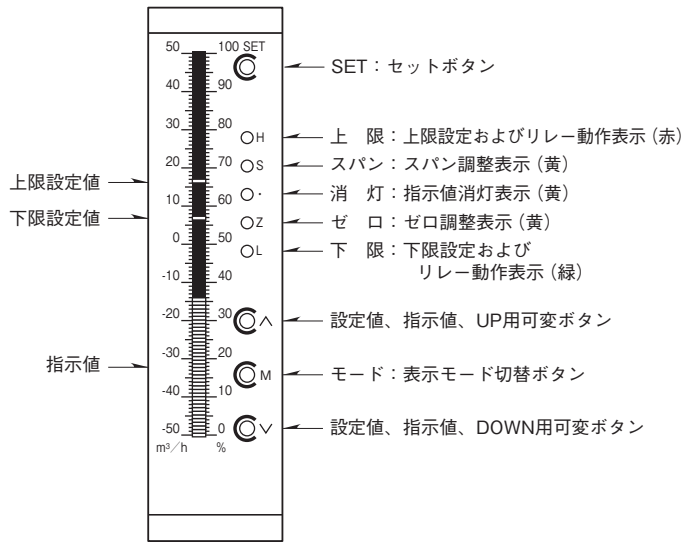 50 100 SET
SET：セットボタン
40 90
30 80
H 上　限：上限設定およびリレー動作表示（赤）
20 70 S スパン：スパン調整表示（黄）
上限設定値
・ 消　灯：指示値消灯表示（黄）
10 60
下限設定値
Z ゼ　ロ：ゼロ調整表示（黄）
0 50
L 下　限：下限設定および
リレー動作表示（緑）
-10 40
-20 30 ∧ 設定値、指示値、UP用可変ボタン
-30 20
指示値
M モード：表示モード切替ボタン
-40 10
-50 0 ∨ 設定値、指示値、DOWN用可変ボタン
m³／h %